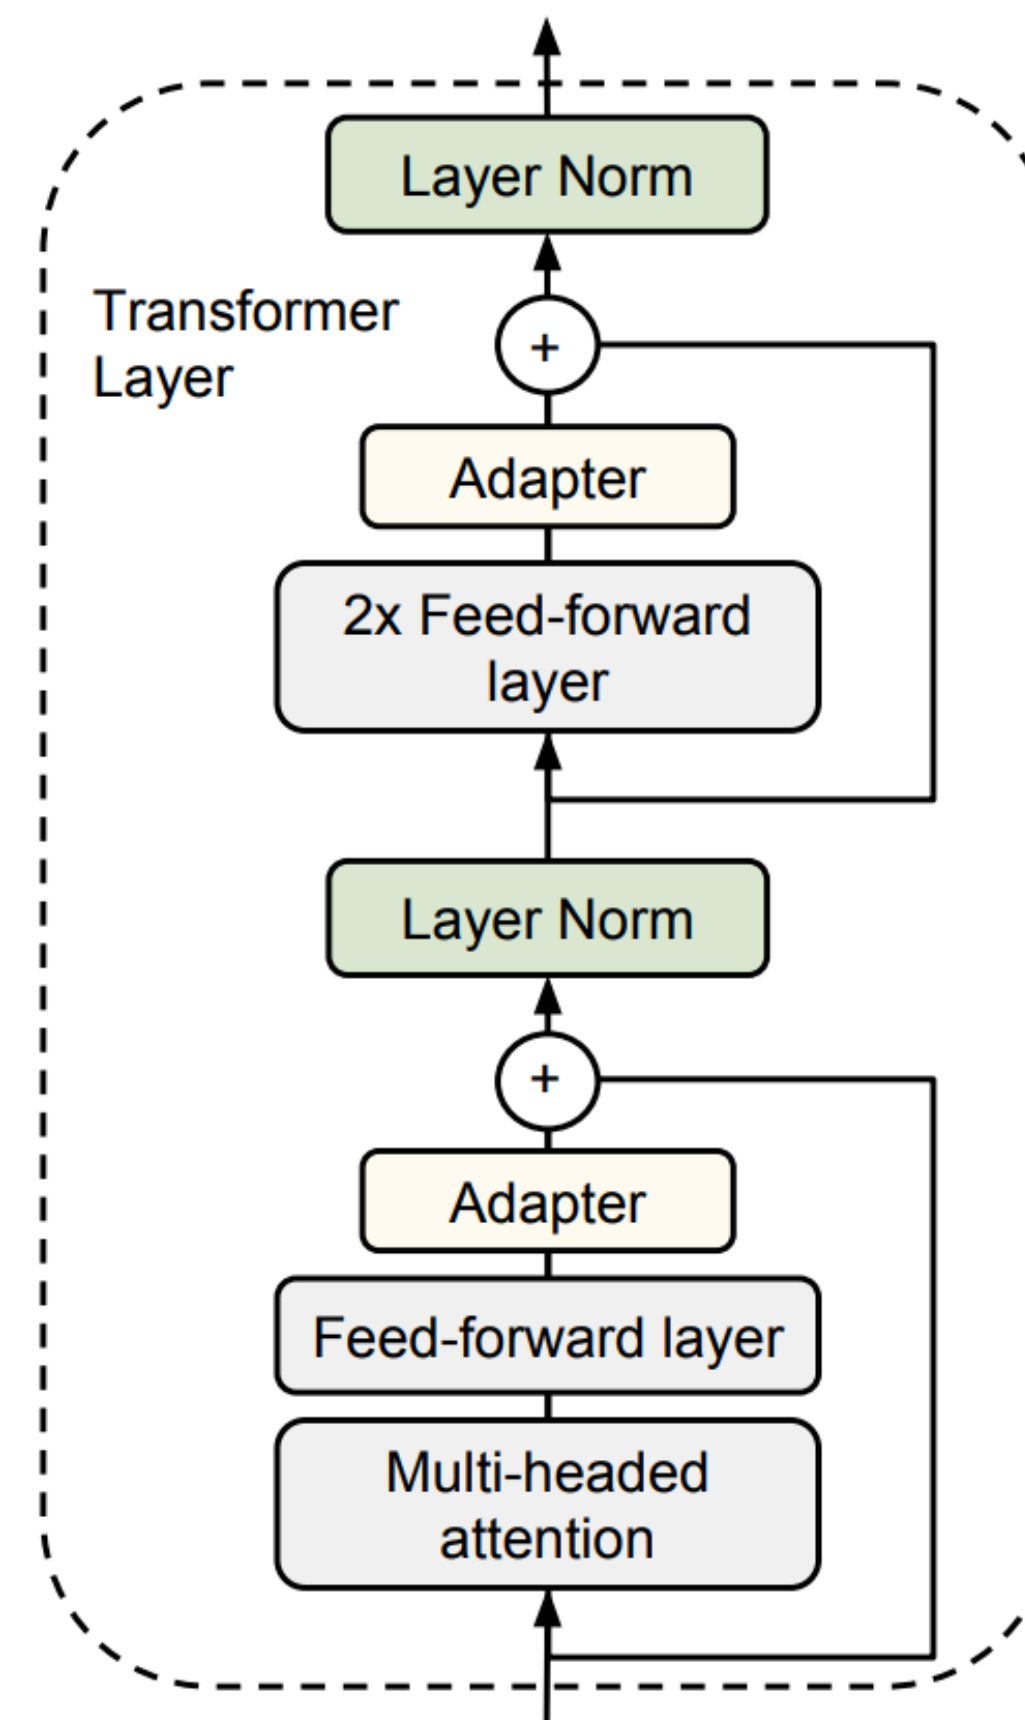 Layer Norm
Transformer
Layer
+
Adapter
2x Feed-forward
layer
Layer Norm
+
Adapter
Feed-forward layer
Multi-headed
attention